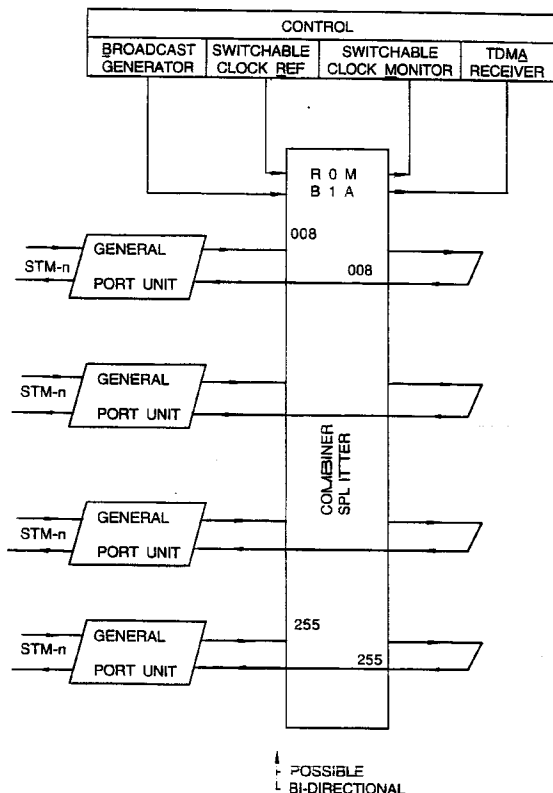 CONTROL
BROADCAST GENERATOR
SWITCHABLE CLOCK REF
SWITCHABLE CLOCK MONITOR
TDMA RECEIVER
R 0 M
B 1 A
008
008
GENERAL
STM-n
PORT UNIT
GENERAL
STM-n
PORT UNIT
COMBINER
SPLITTER
GENERAL
STM-n
PORT UNIT
255
GENERAL
STM-n
PORT UNIT
255
POSSIBLE
BI-DIRECTIONAL